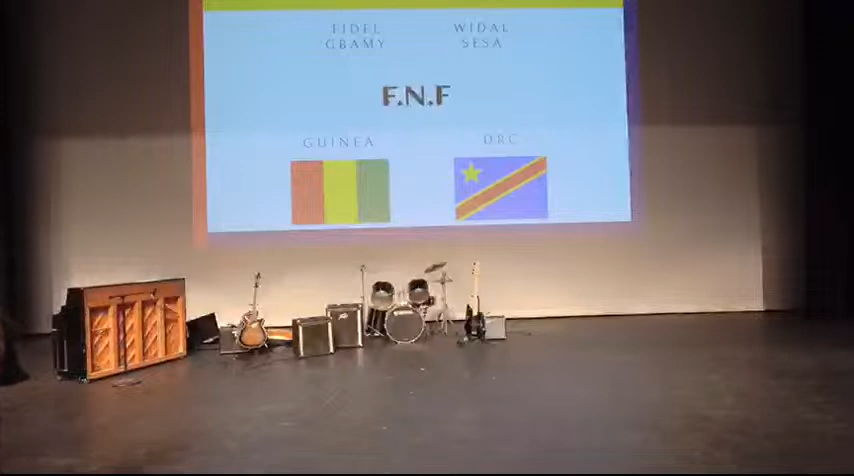 FIDEL
GBAMY
WIDAL
SESA
F.N.F
GUINEA
DRC